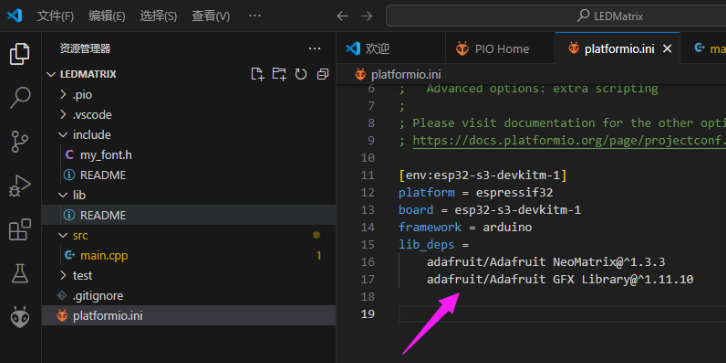 文件(F) 编辑(E) 选择(S) 查看(V) ... LEDMatrix
资源管理器 ...
LEDMATRIX
.pio
.vscode
include
C my_font.h
README
lib
README
src
main.cpp 1
test
.gitignore
platformio.ini
欢迎 PIO Home platformio.ini ma
platformio.ini
6 ; Advanced options: extra scripting
7 ;
8 ; Please visit documentation for the other opti
9 ; https://docs.platformio.org/page/projectconf.
10
11 [env:esp32-s3-devkitm-1]
12 platform = espressif32
13 board = esp32-s3-devkitm-1
14 framework = arduino
15 lib_deps =
16 adafruit/Adafruit NeoMatrix@^1.3.3
17 adafruit/Adafruit GFX Library@^1.11.10
18
19